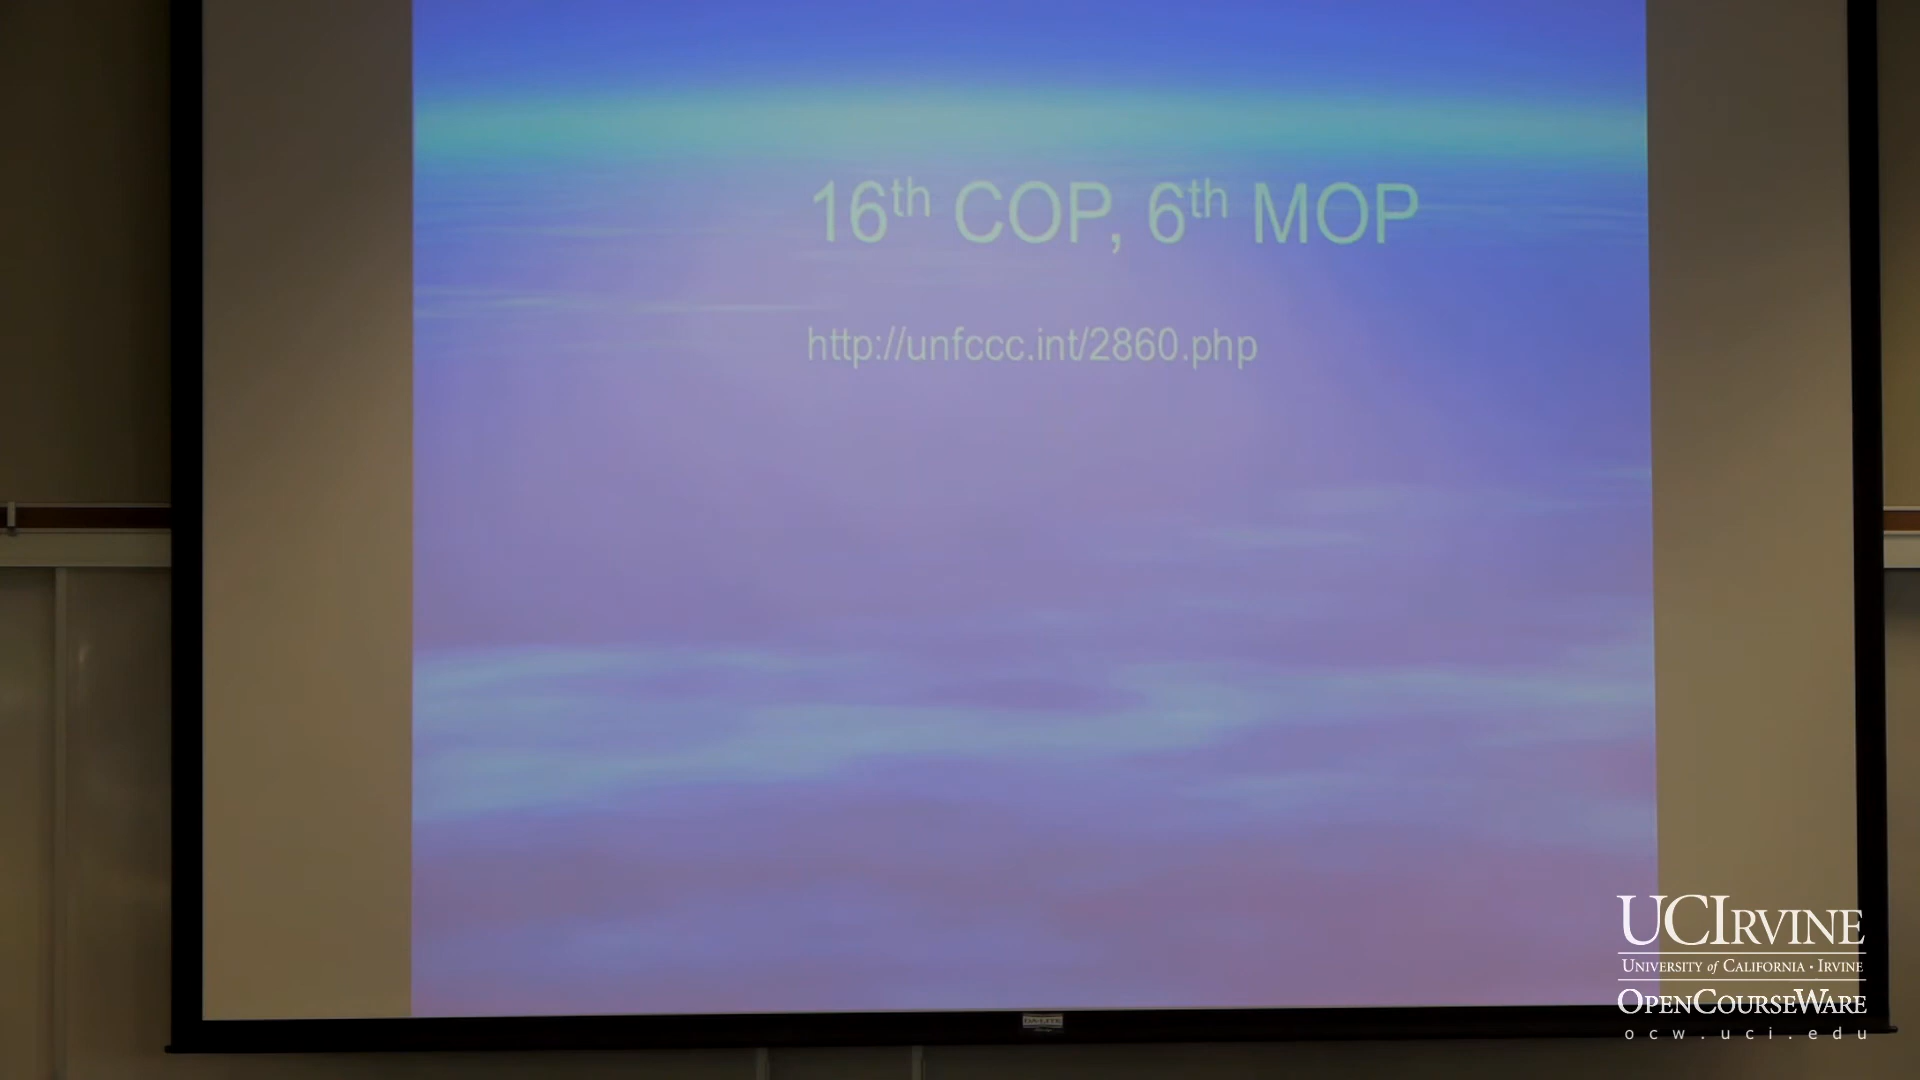 16th COP, 6th MOP
http://unfccc.int/2860.php
UCIRVINE
UNIVERSITY of CALIFORNIA · IRVINE
OPENCOURSEWARE
ocw.uci.edu